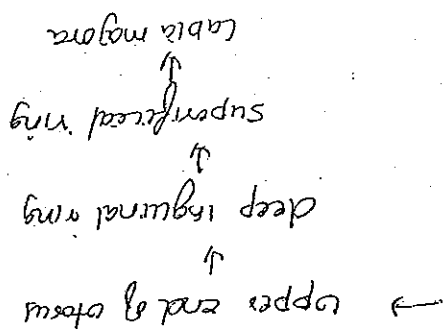 → upper end of uterus
↓
deep inguinal ring
↓
superficial ring
↓
Labia majora